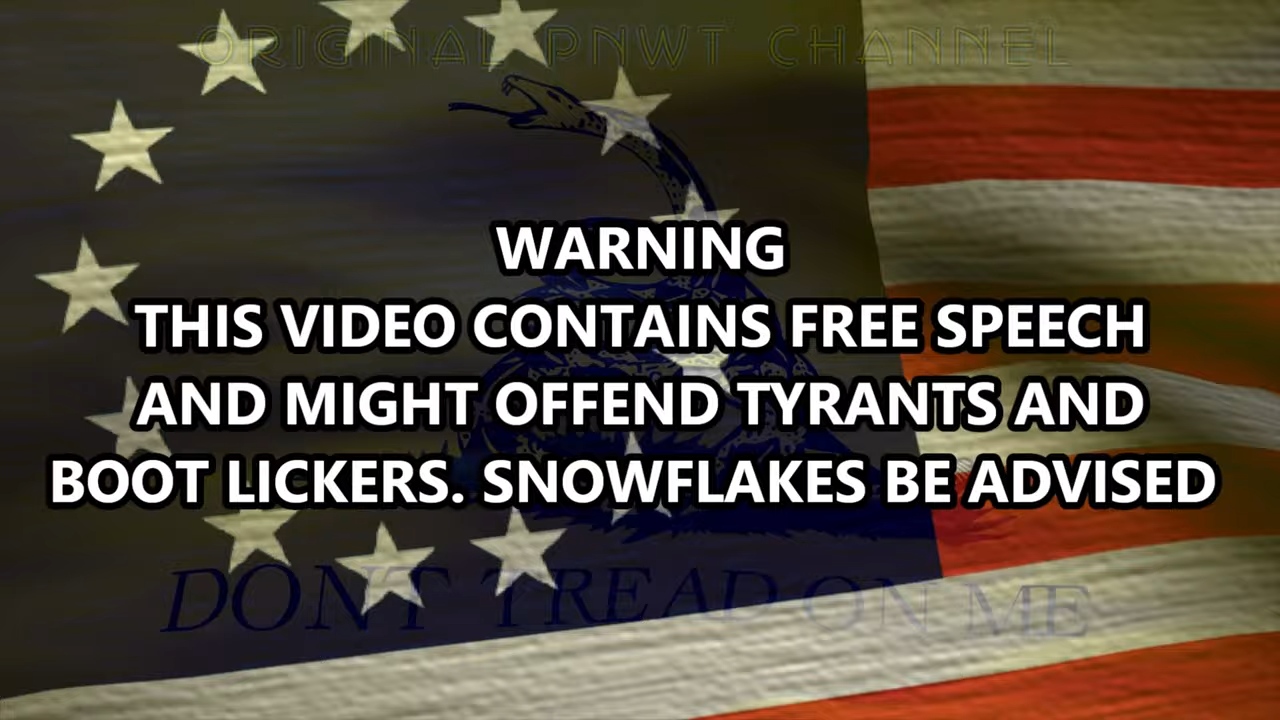 ORIGINAL PNWT CHANNEL
WARNING
THIS VIDEO CONTAINS FREE SPEECH
AND MIGHT OFFEND TYRANTS AND
BOOT LICKERS. SNOWFLAKES BE ADVISED
DONT TREAD ON ME